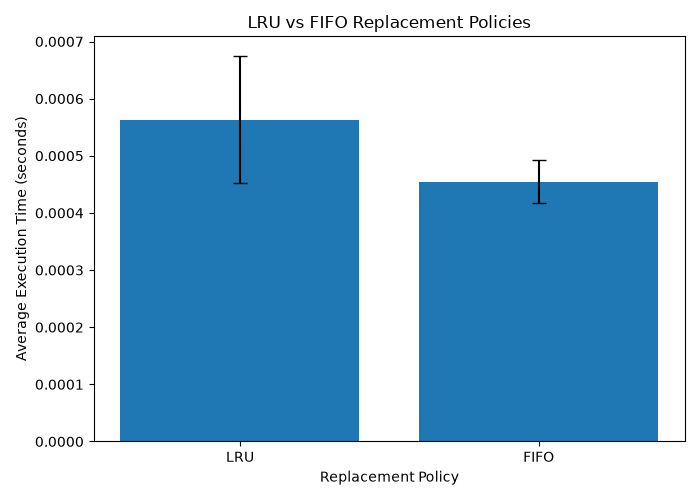 LRU vs FIFO Replacement Policies
Average Execution Time (seconds)
0.0007
0.0006
0.0005
0.0004
0.0003
0.0002
0.0001
0.0000
LRU
FIFO
Replacement Policy